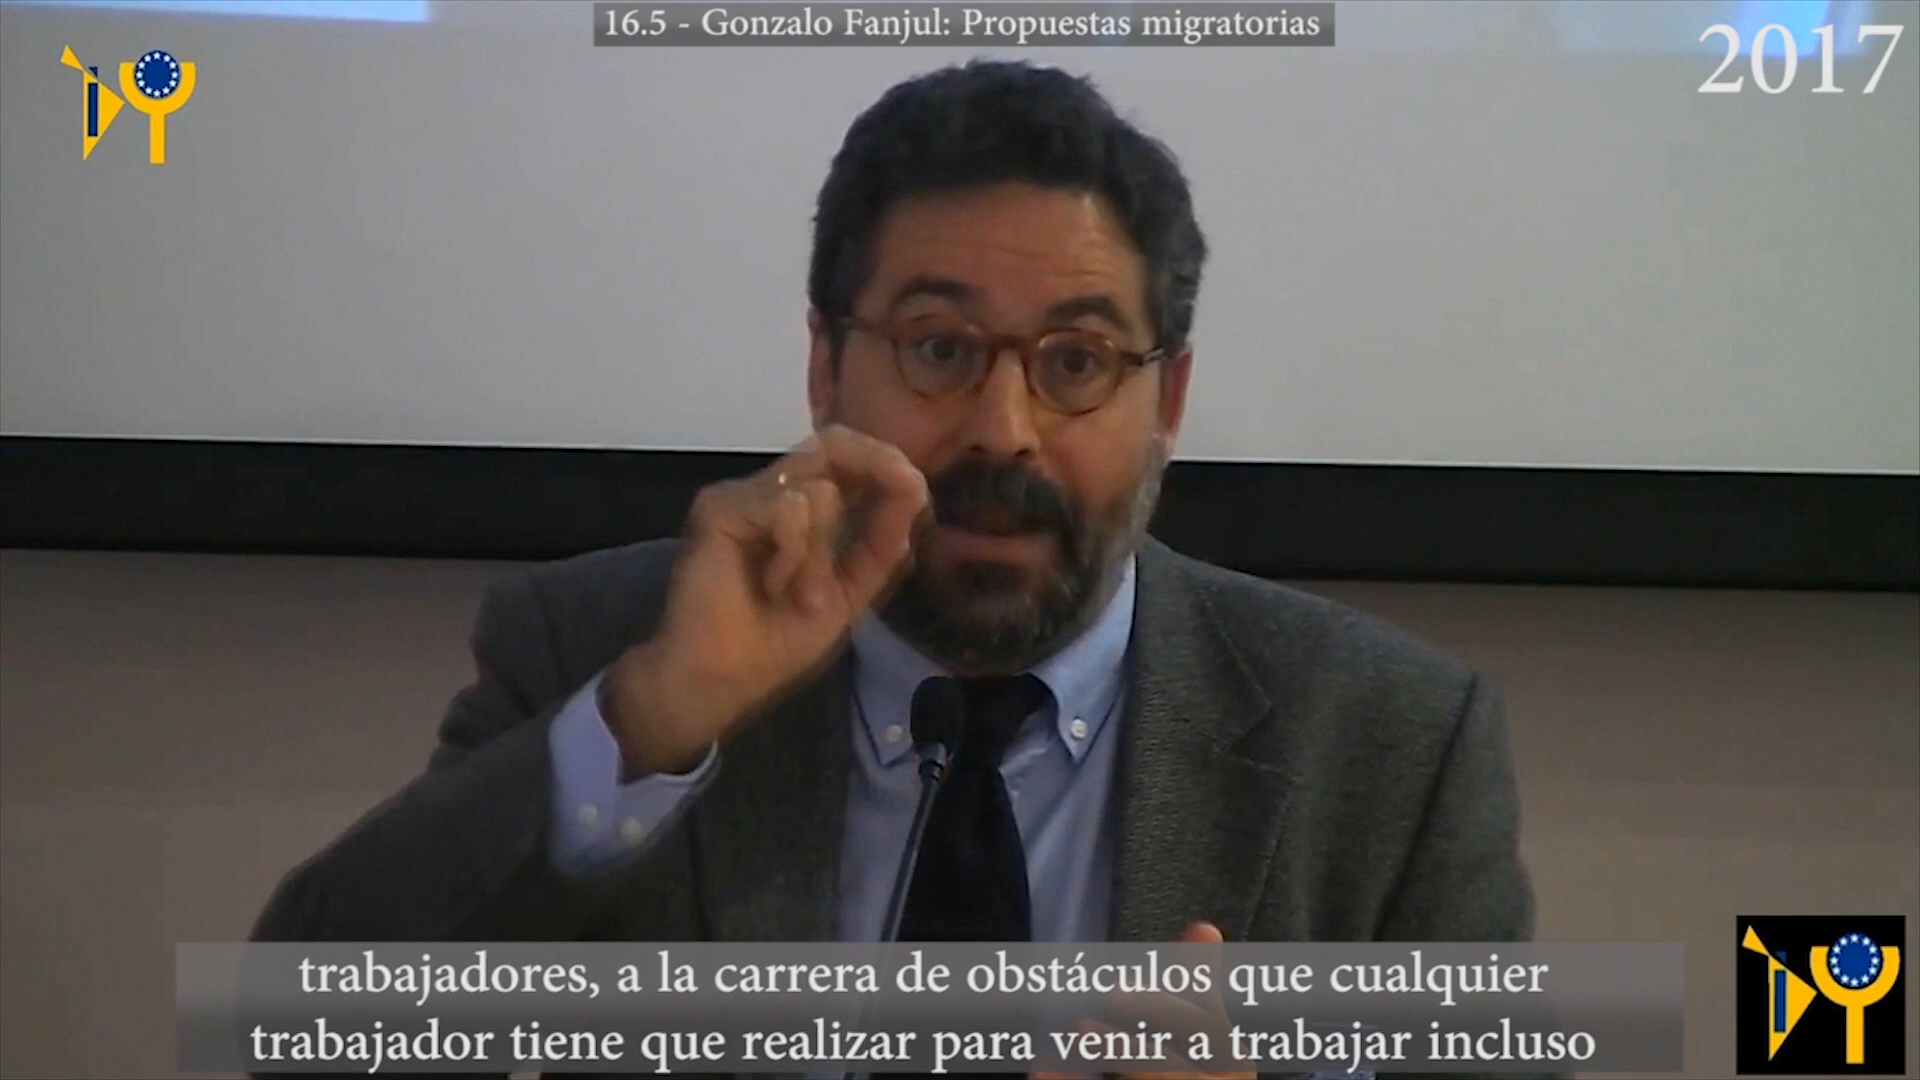 16.5 - Gonzalo Fanjul: Propuestas migratorias
2017
trabajadores, a la carrera de obstáculos que cualquier
trabajador tiene que realizar para venir a trabajar incluso